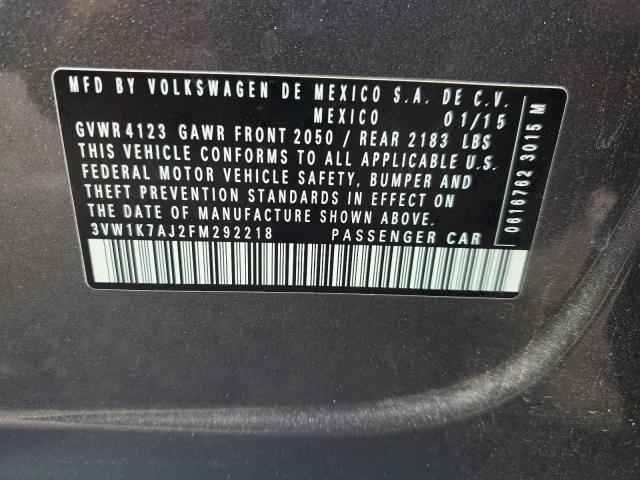 MFD BY VOLKSWAGEN DE MEXICO S.A. DE C.V.
MEXICO 01/15
GVWR 4123 GAWR FRONT 2050 / REAR 2183 LBS
THIS VEHICLE CONFORMS TO ALL APPLICABLE U.S.
FEDERAL MOTOR VEHICLE SAFETY, BUMPER AND
THEFT PREVENTION STANDARDS IN EFFECT ON
THE DATE OF MANUFACTURE SHOWN ABOVE.
3VW1K7AJ2FM292218 PASSENGER CAR
0616762 3015 M